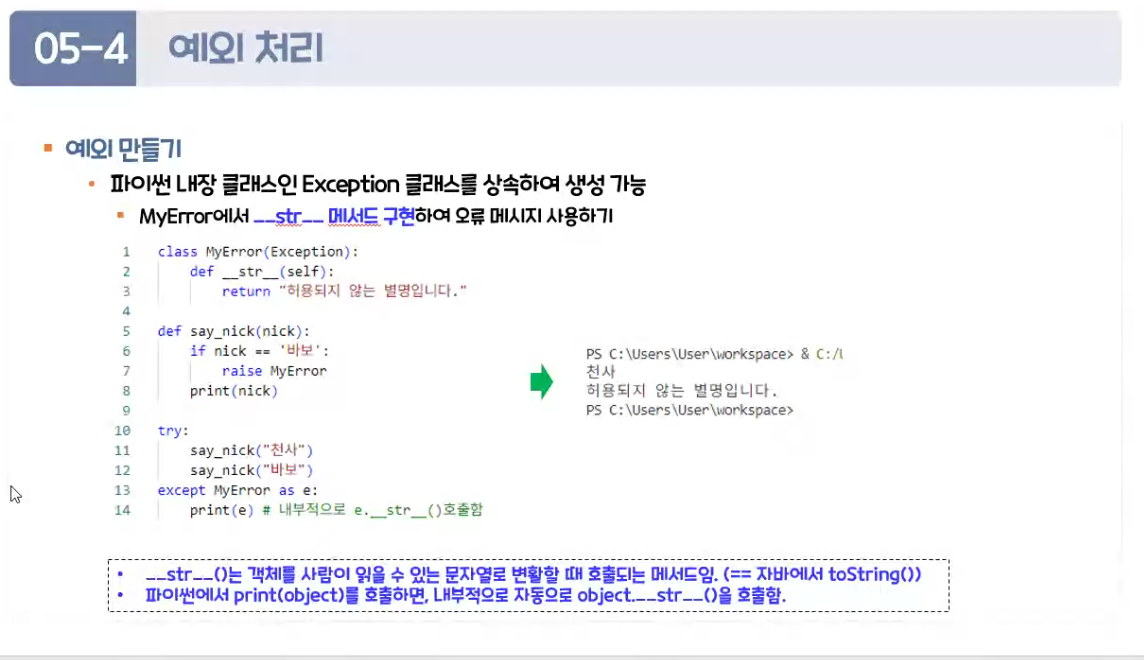 05-4 예외 처리
예외 만들기
파이썬 내장 클래스인 Exception 클래스를 상속하여 생성 가능
MyError에서 __str__ 메서드 구현하여 오류 메시지 사용하기
1 class MyError(Exception):
2 def __str__(self):
3 return "허용되지 않는 별명입니다."
4
5 def say_nick(nick):
6 if nick == '바보':
7 raise MyError
8 print(nick)
9
10 try:
11 say_nick("천사")
12 say_nick("바보")
13 except MyError as e:
14 print(e) # 내부적으로 e.__str__()호출함
PS C:\Users\User\workspace> & C:/
천사
허용되지 않는 별명입니다.
PS C:\Users\User\workspace>
__str__()는 객체를 사람이 읽을 수 있는 문자열로 변활할 때 호출되는 메서드임. (== 자바에서 toString())
파이썬에서 print(object)를 호출하면, 내부적으로 자동으로 object.__str__()을 호출함.